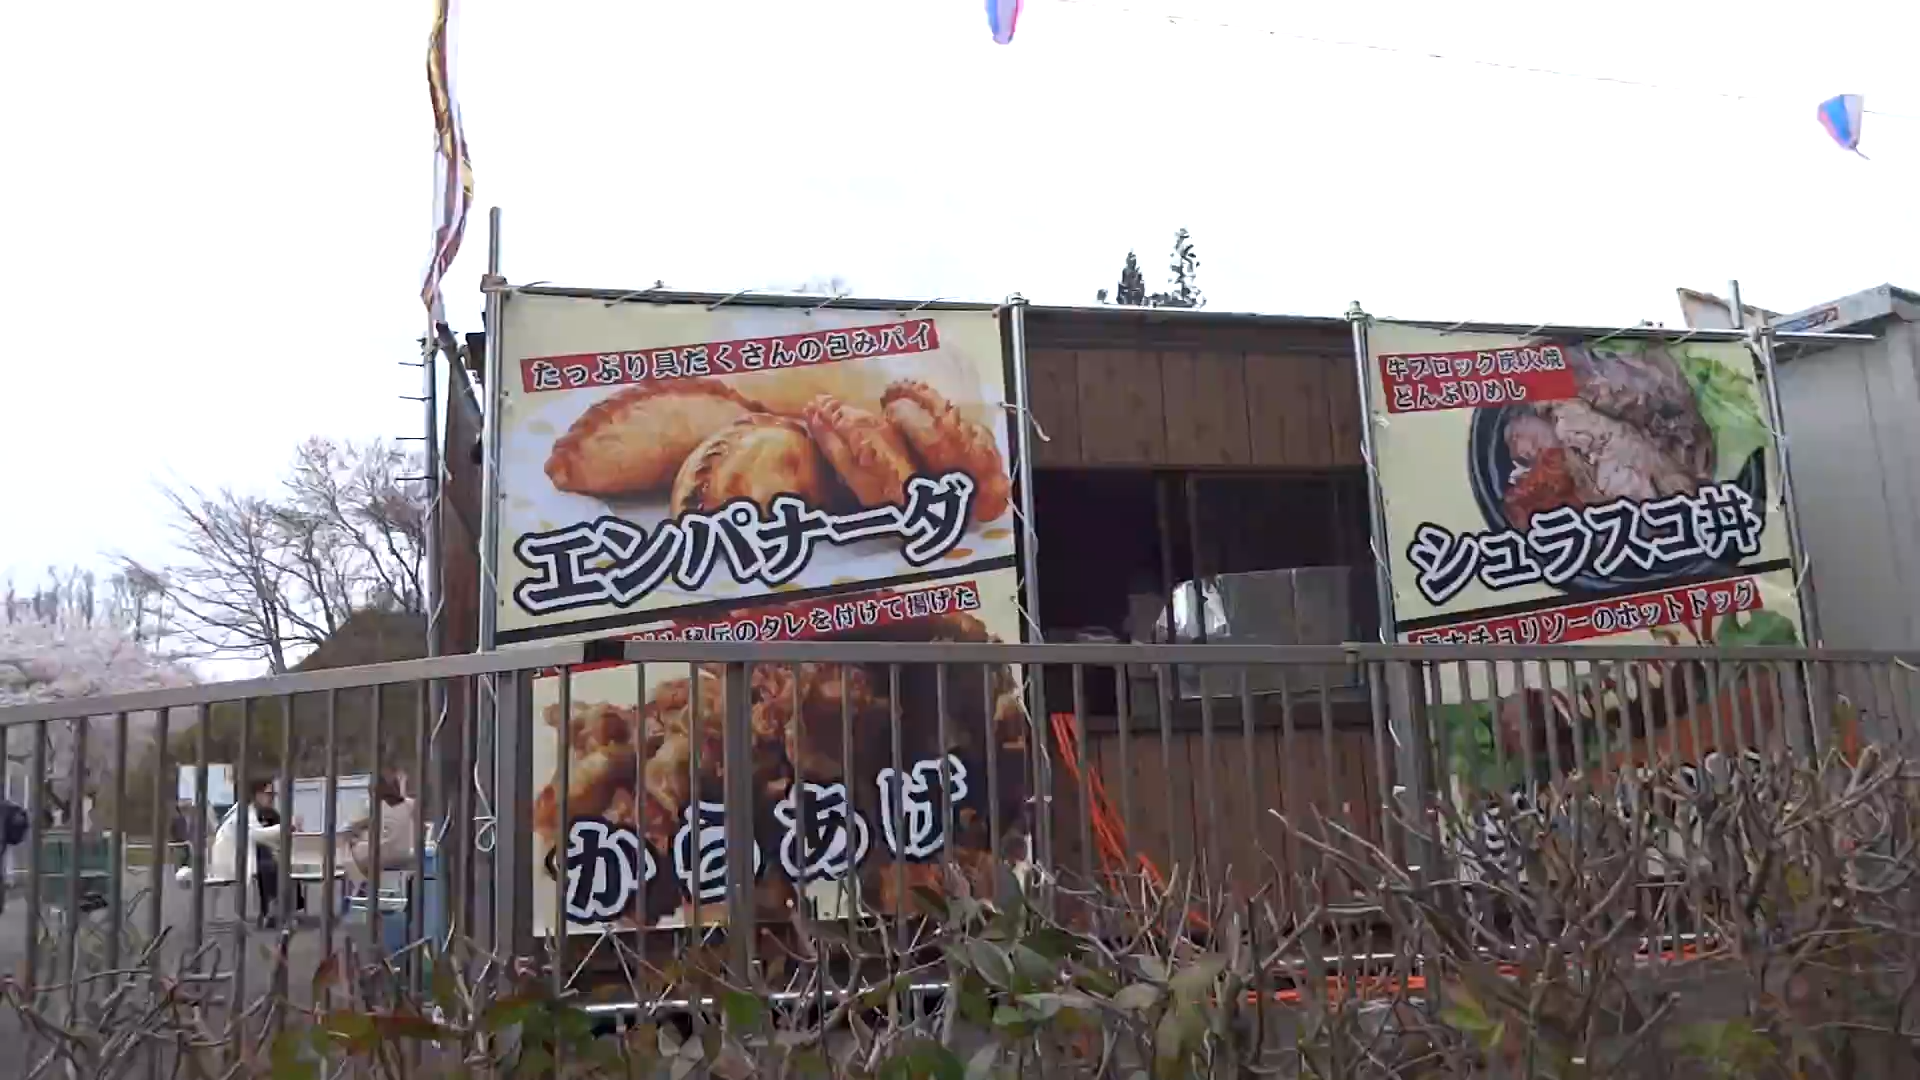 たっぷり具だくさんの包みパイ
エンパナーダ
秘伝のタレを付けて揚げた
からあげ
牛ブロック炭火焼
どんぶりめし
シュラスコ丼
チョリソーのホットドッグ